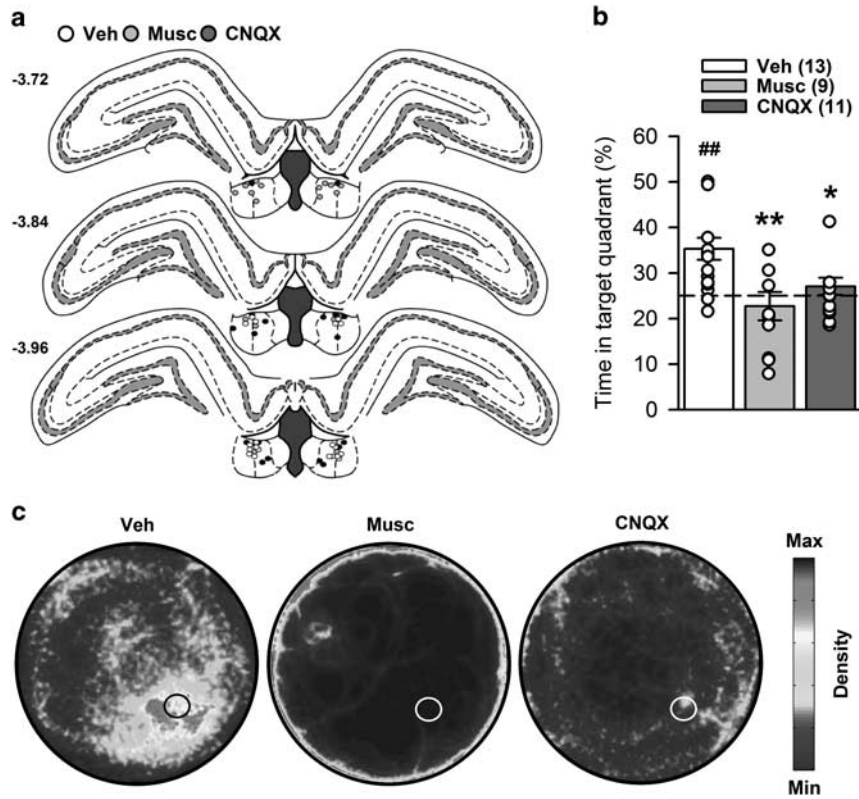 a
Veh Musc CNQX
-3.72
-3.84
-3.96
b
Veh (13)
Musc (9)
CNQX (11)
Time in target quadrant (%)
60
50
40
30
20
10
0
##
**
*
c
Veh
Musc
CNQX
Max
Density
Min